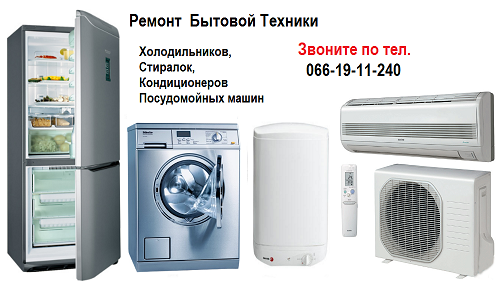 Ремонт Бытовой Техники
Холодильников,
Стиралок,
Кондиционеров
Посудомойных машин
Звоните по тел.
066-19-11-240